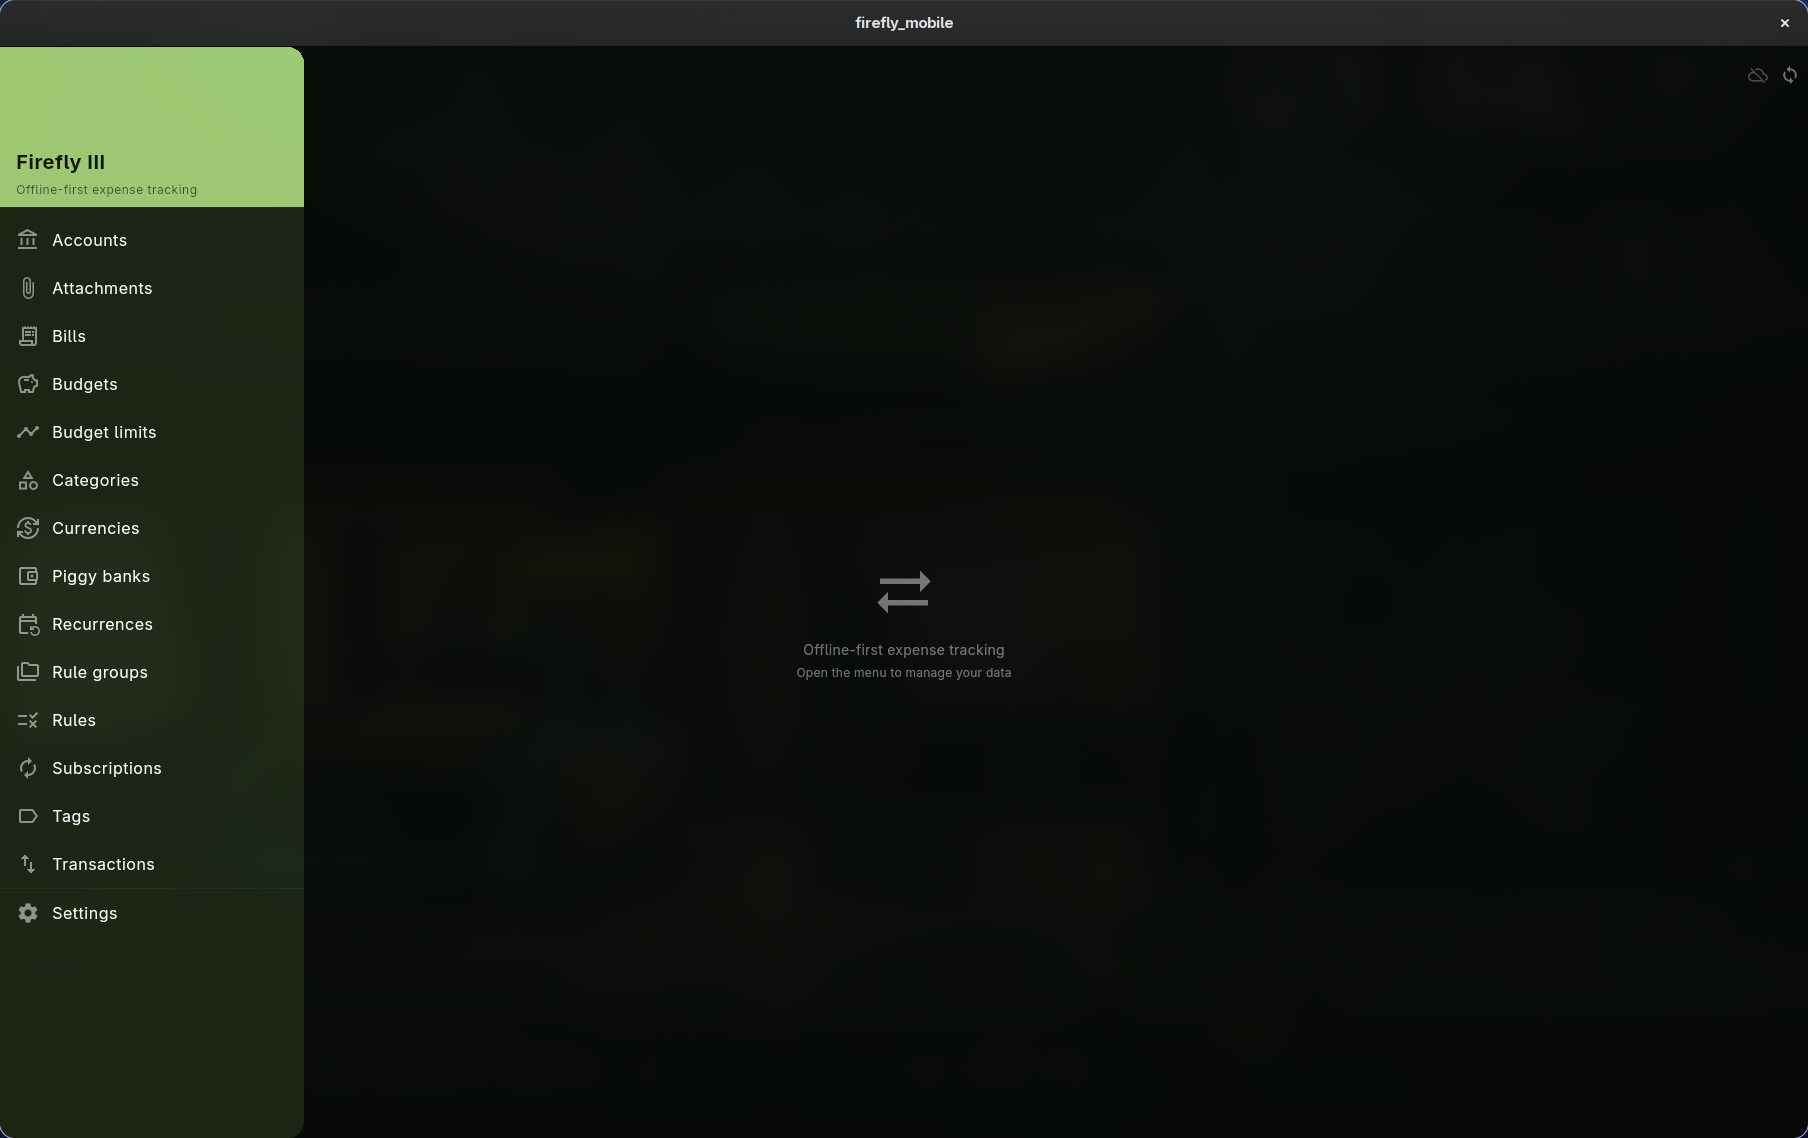 firefly_mobile
Firefly III
Offline-first expense tracking
Accounts
Attachments
Bills
Budgets
Budget limits
Categories
Currencies
Piggy banks
Recurrences
Rule groups
Rules
Subscriptions
Tags
Transactions
Settings
Offline-first expense tracking
Open the menu to manage your data